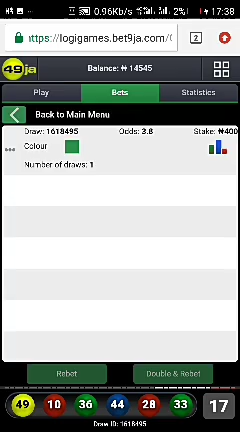 0.96K/s 2% 17:38
https://logigames.bet9ja.com/ 2
49ja Balance: ₦ 14545
Play Bets Statistics
Back to Main Menu
Draw: 1618495 Odds: 3.8 Stake: ₦400
Colour
Number of draws: 1
Rebet Double & Rebet
49 10 36 44 28 33 17
Draw ID: 1618495